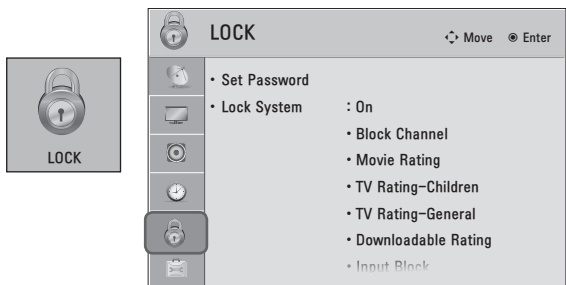 LOCK
LOCK Move Enter
• Set Password
• Lock System : On
• Block Channel
• Movie Rating
• TV Rating-Children
• TV Rating-General
• Downloadable Rating
• Input Block